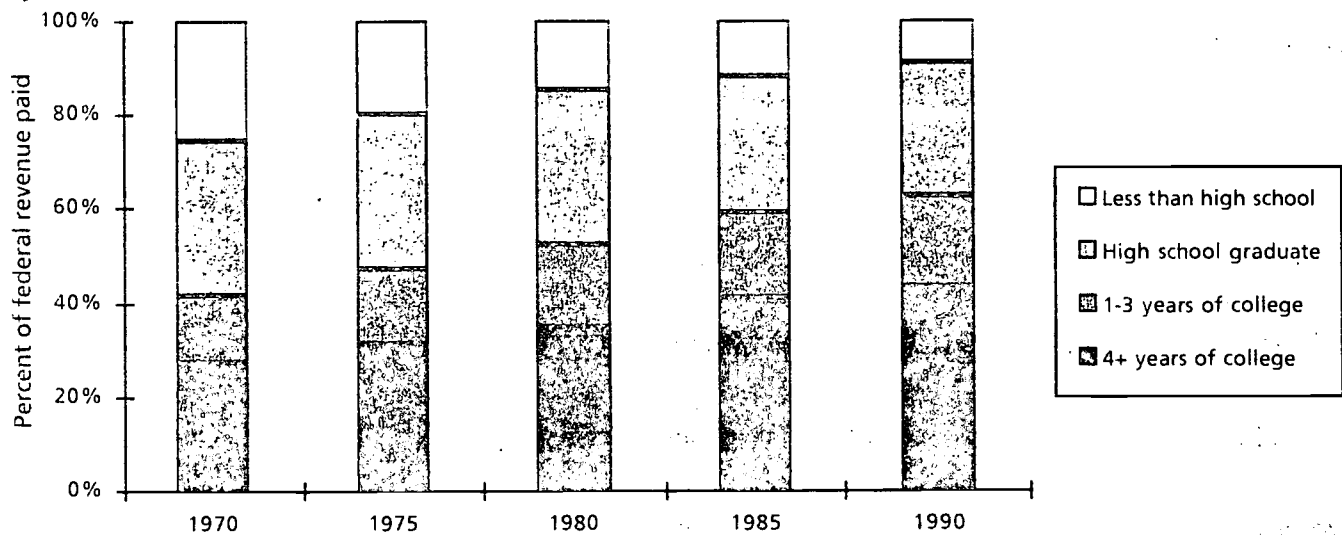 100%
80%
60%
40%
20%
0%
Percent of federal revenue paid
1970 1975 1980 1985 1990
Less than high school
High school graduate
1-3 years of college
4+ years of college